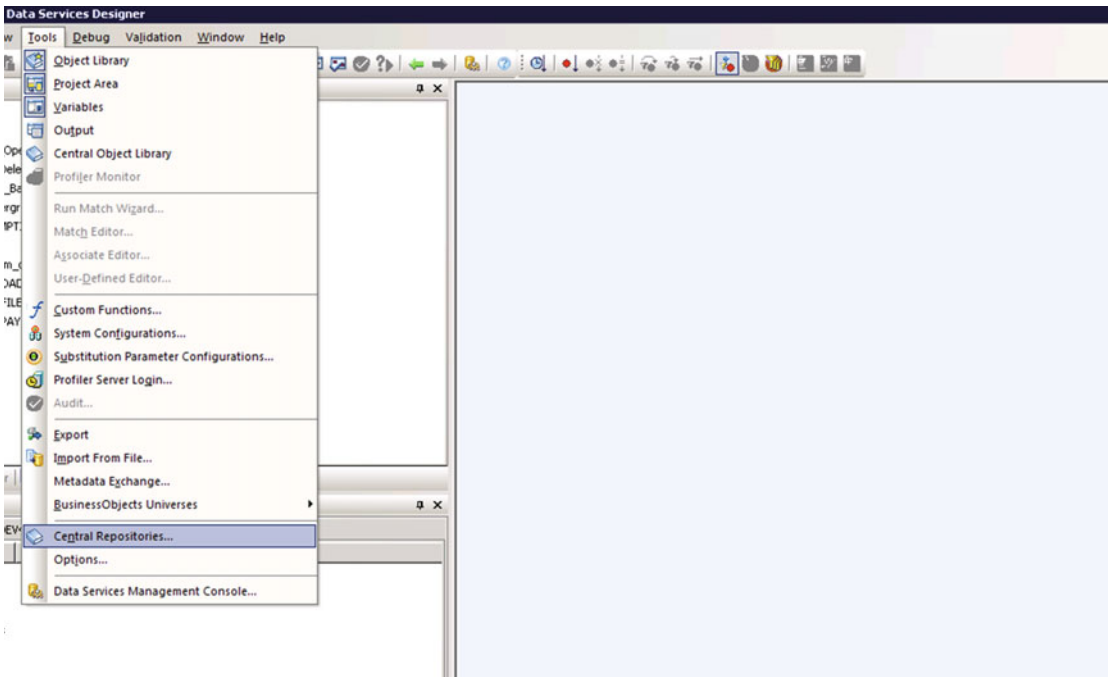 Data Services Designer
w Tools Debug Validation Window Help
Object Library
Project Area
Variables
Output
Central Object Library
Profiler Monitor
Run Match Wizard...
Match Editor...
Associate Editor...
User-Defined Editor...
Custom Functions...
System Configurations...
Substitution Parameter Configurations...
Profiler Server Login...
Audit...
Export
Import From File...
Metadata Exchange...
BusinessObjects Universes
Central Repositories...
Options...
Data Services Management Console...